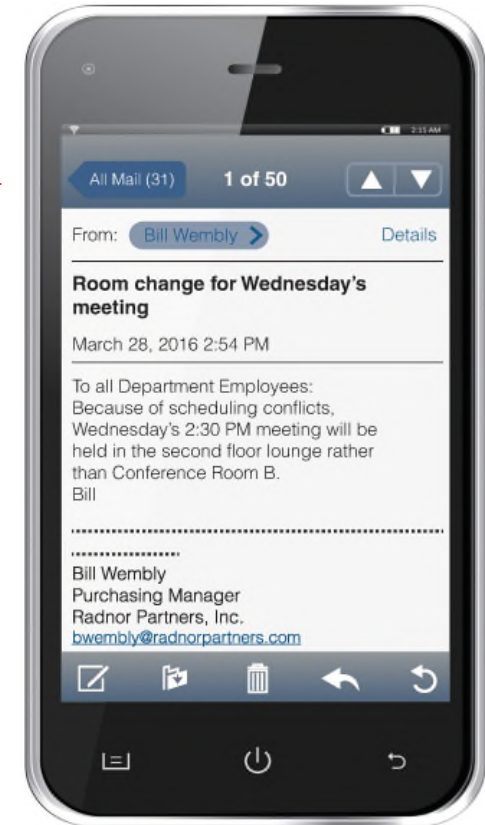 2:15 AM
All Mail (31)
1 of 50
From: Bill Wembly
Details
Room change for Wednesday's
meeting
March 28, 2016 2:54 PM
To all Department Employees:
Because of scheduling conflicts,
Wednesday's 2:30 PM meeting will be
held in the second floor lounge rather
than Conference Room B.
Bill
Bill Wembly
Purchasing Manager
Radnor Partners, Inc.
bwembly@radnorpartners.com